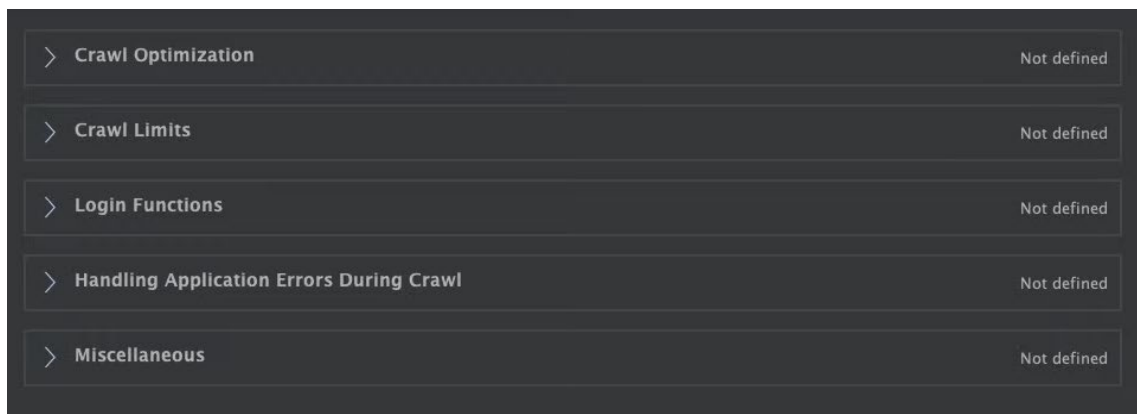 Crawl Optimization Not defined
Crawl Limits Not defined
Login Functions Not defined
Handling Application Errors During Crawl Not defined
Miscellaneous Not defined